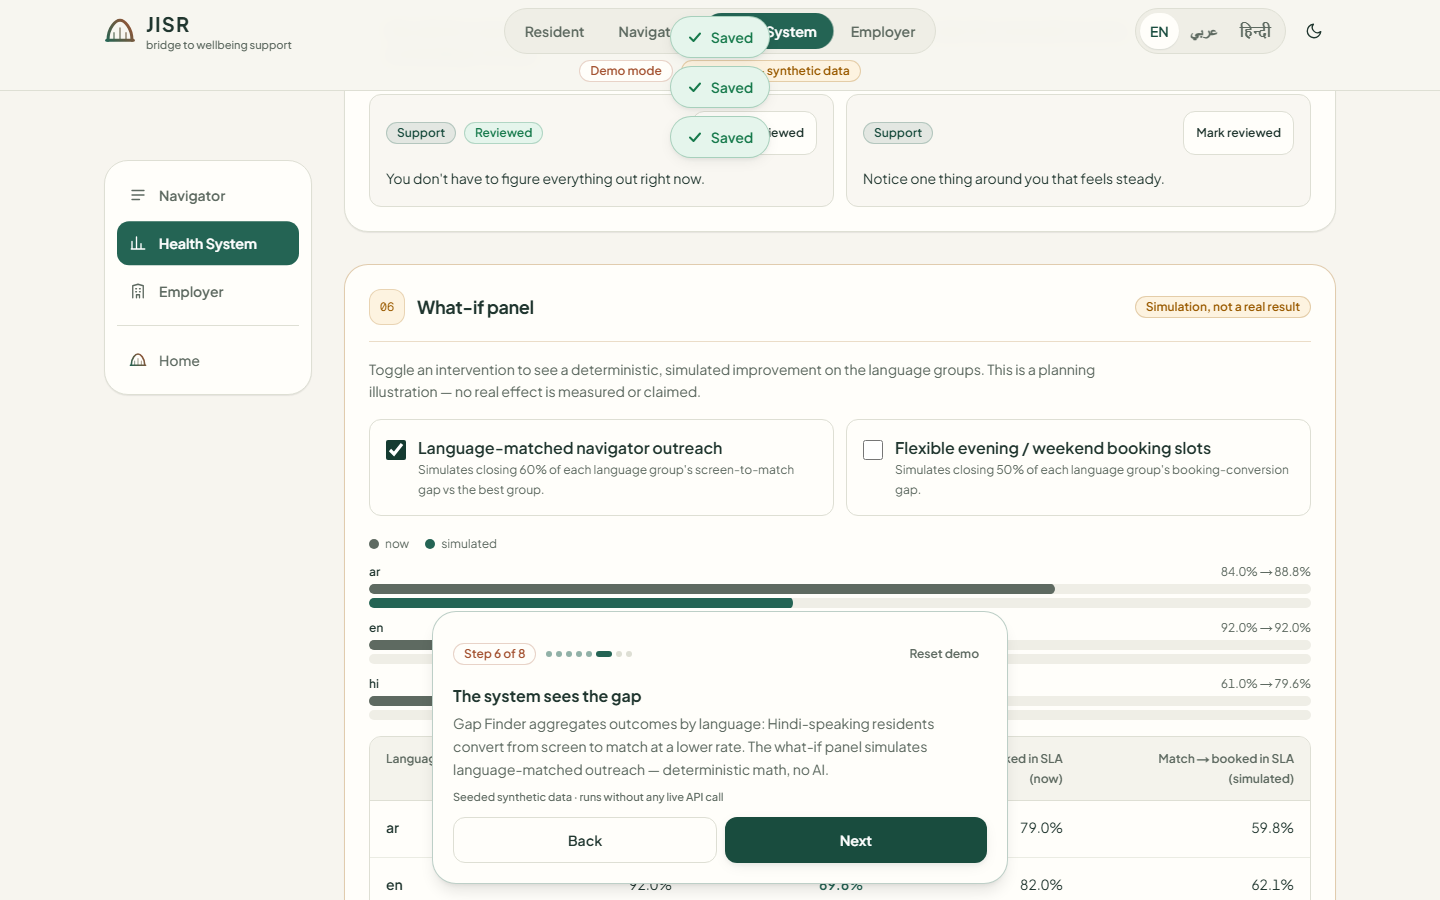 JISR
bridge to wellbeing support
Resident
Navigat
System
Employer
EN
عربي
हिन्दी
Demo mode
synthetic data
Saved
Saved
Saved
Support
Reviewed
iewed
You don't have to figure everything out right now.
Support
Mark reviewed
Notice one thing around you that feels steady.
Navigator
Health System
Employer
Home
06
What-if panel
Simulation, not a real result
Toggle an intervention to see a deterministic, simulated improvement on the language groups. This is a planning
illustration — no real effect is measured or claimed.
Language-matched navigator outreach
Simulates closing 60% of each language group's screen-to-match
gap vs the best group.
Flexible evening / weekend booking slots
Simulates closing 50% of each language group's booking-conversion
gap.
now
simulated
ar
84.0% → 88.8%
en
92.0% → 92.0%
hi
61.0% → 79.6%
Step 6 of 8
Reset demo
The system sees the gap
Gap Finder aggregates outcomes by language: Hindi-speaking residents
convert from screen to match at a lower rate. The what-if panel simulates
language-matched outreach — deterministic math, no AI.
Seeded synthetic data · runs without any live API call
Back
Next
Languag
ked in SLA
(now)
Match → booked in SLA
(simulated)
ar
79.0%
59.8%
en
92.0%
69.6%
82.0%
62.1%